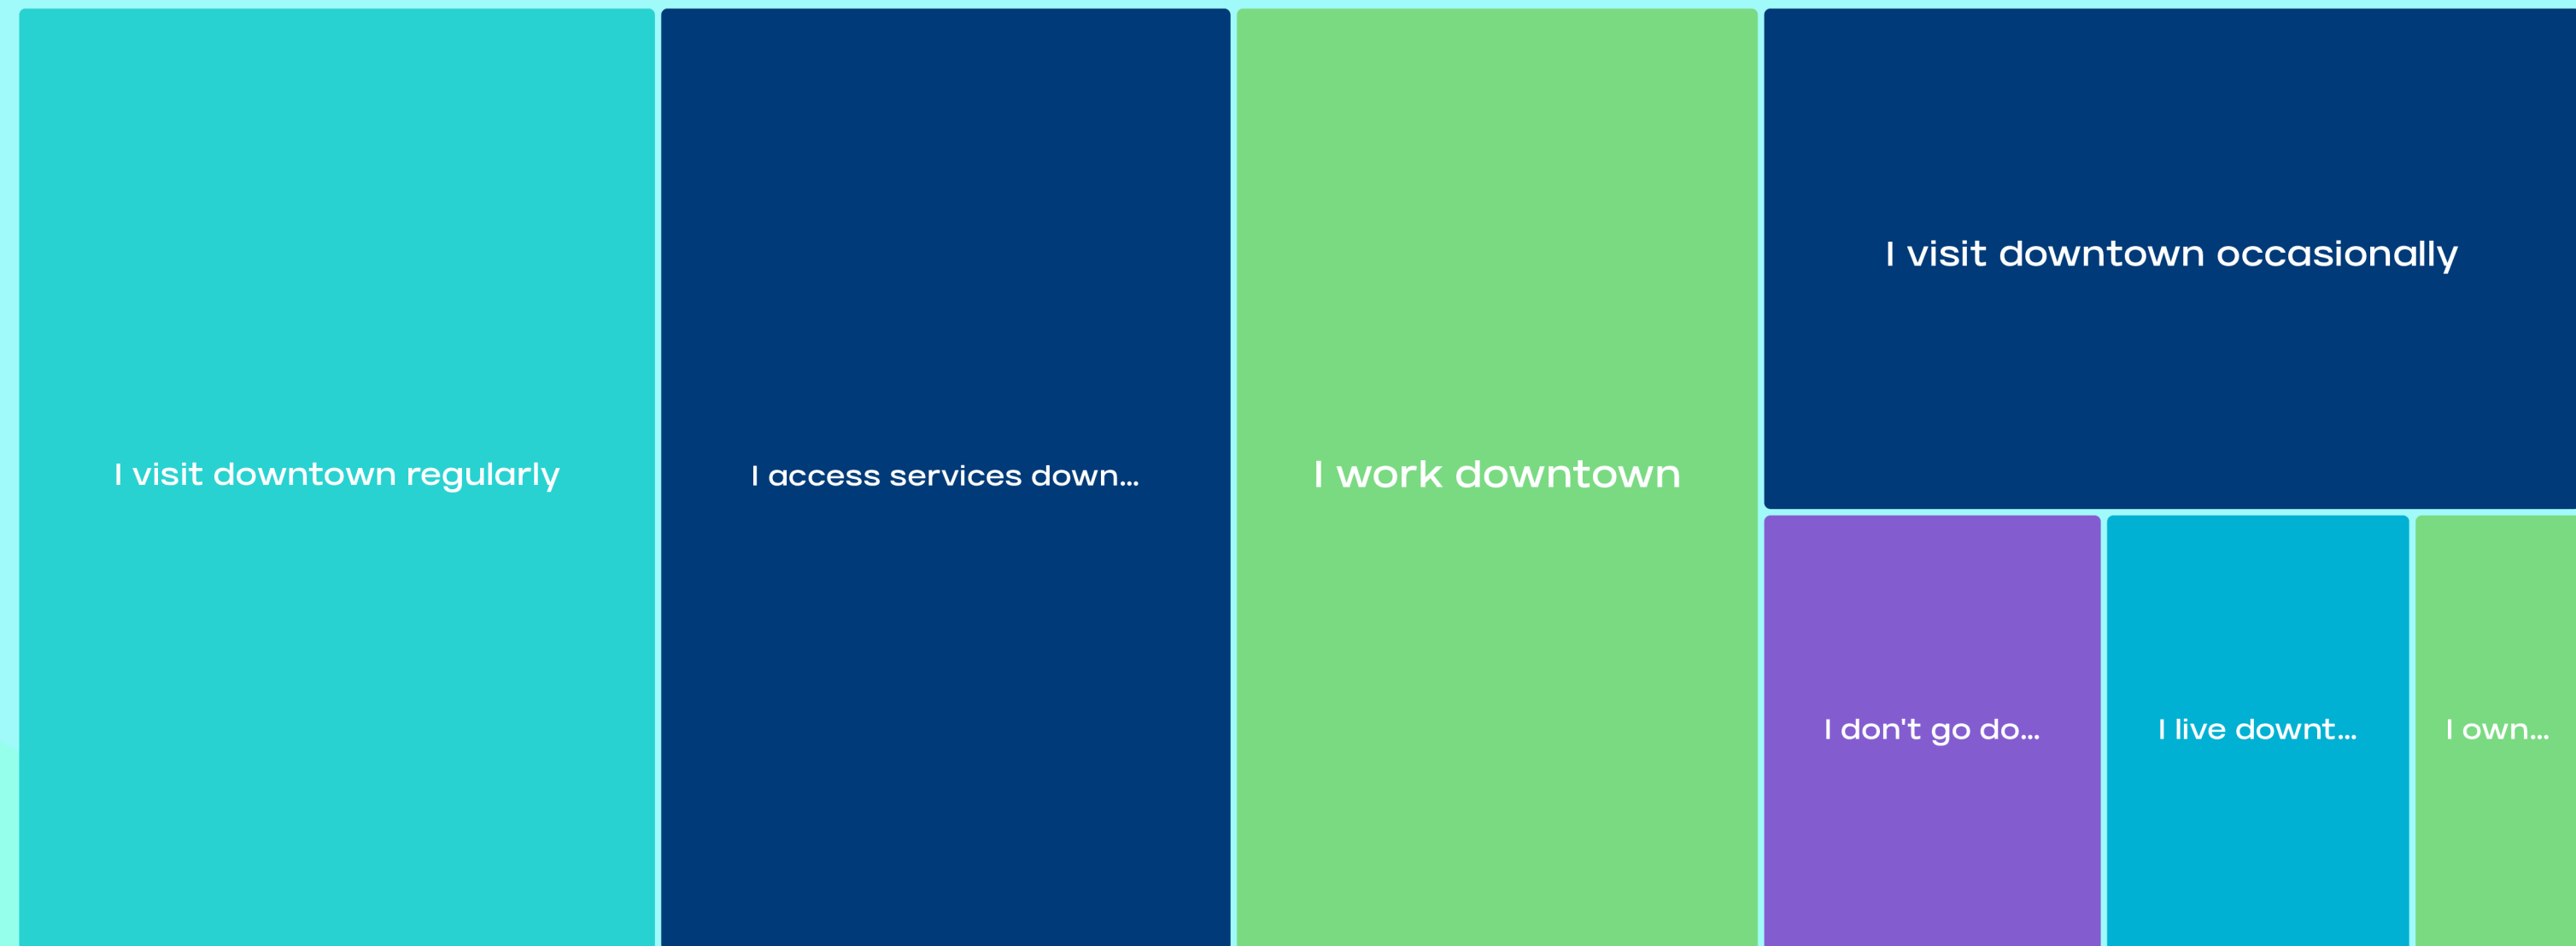 I visit downtown regularly
I access services down...
I work downtown
I visit downtown occasionally
I don't go do...
I live downt...
I own...